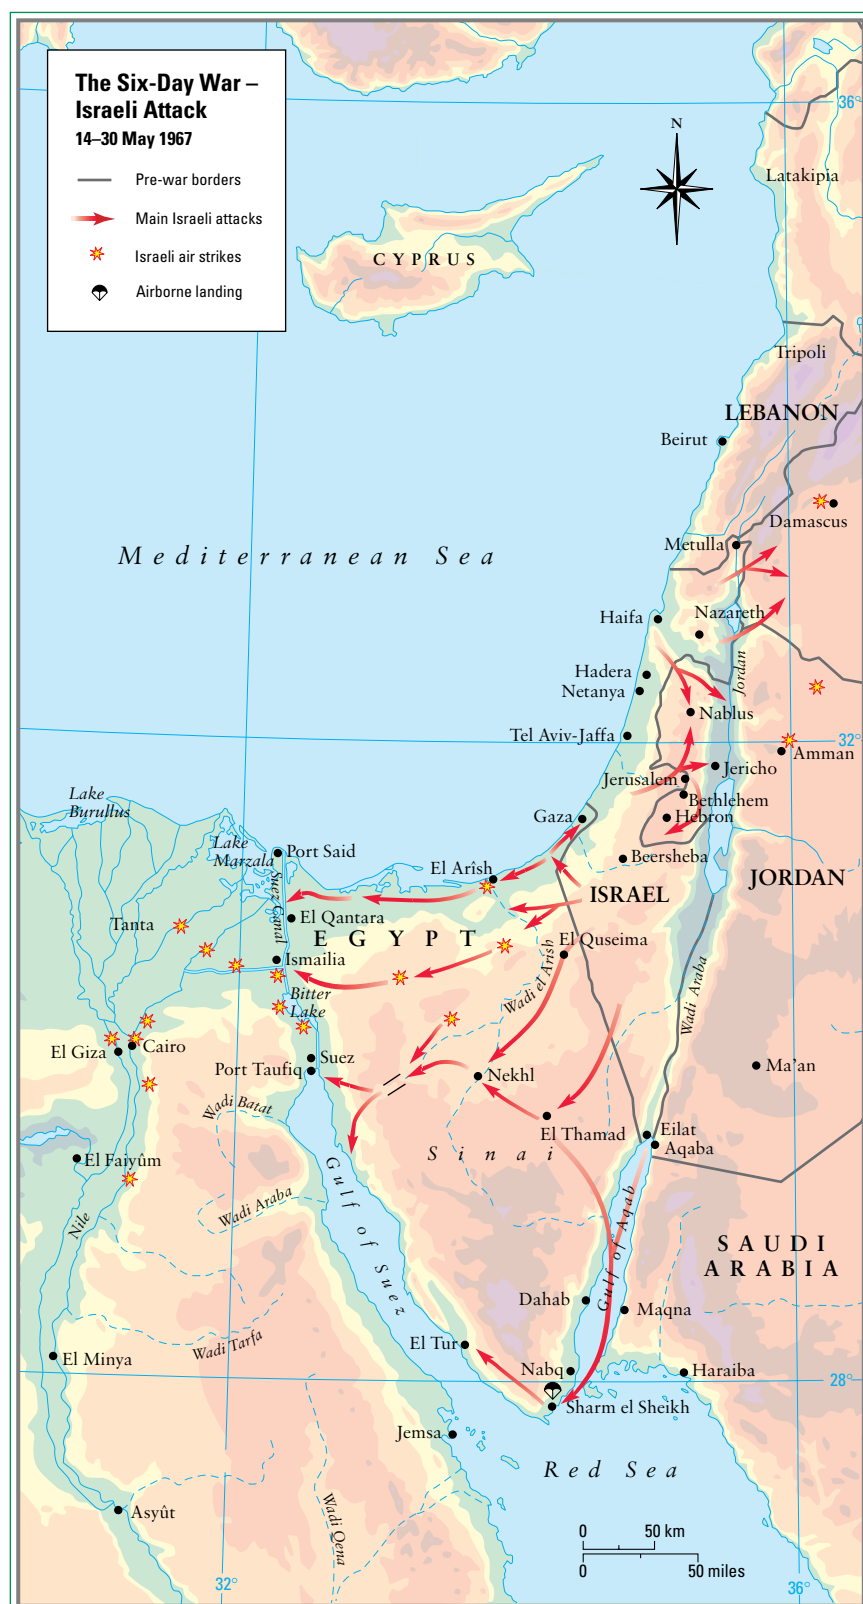 The Six-Day War –
Israeli Attack
14–30 May 1967
Pre-war borders
Main Israeli attacks
Israeli air strikes
Airborne landing
N
36°
Latakipia
CYPRUS
Tripoli
LEBANON
Beirut
Damascus
Mediterranean Sea
Metulla
Haifa
Nazareth
Jordan
Hadera
Netanya
Nablus
Tel Aviv-Jaffa
32°
Amman
Jerusalem
Jericho
Bethlehem
Hebron
Gaza
Lake
Burullus
Lake
Marzala
Port Said
Suez Canal
El Arîsh
Beersheba
ISRAEL
JORDAN
Tanta
El Qantara
EGYPT
El Quseima
Ismailia
Bitter
Lake
Wadi el Arish
Wadi Araba
El Giza
Cairo
Suez
Port Taufiq
Nekhl
Ma'an
Wadi Batat
El Thamad
Eilat
Aqaba
Sinai
El Faiyûm
Wadi Araba
Nile
Gulf of Suez
Gulf of Aqab
SAUDI
ARABIA
Dahab
Maqna
Wadi Tarfa
El Tur
El Minya
Nabq
Haraiba
28°
Sharm el Sheikh
Jemsa
Red Sea
Wadi Qena
Asyût
0 50 km
0 50 miles
32°
36°